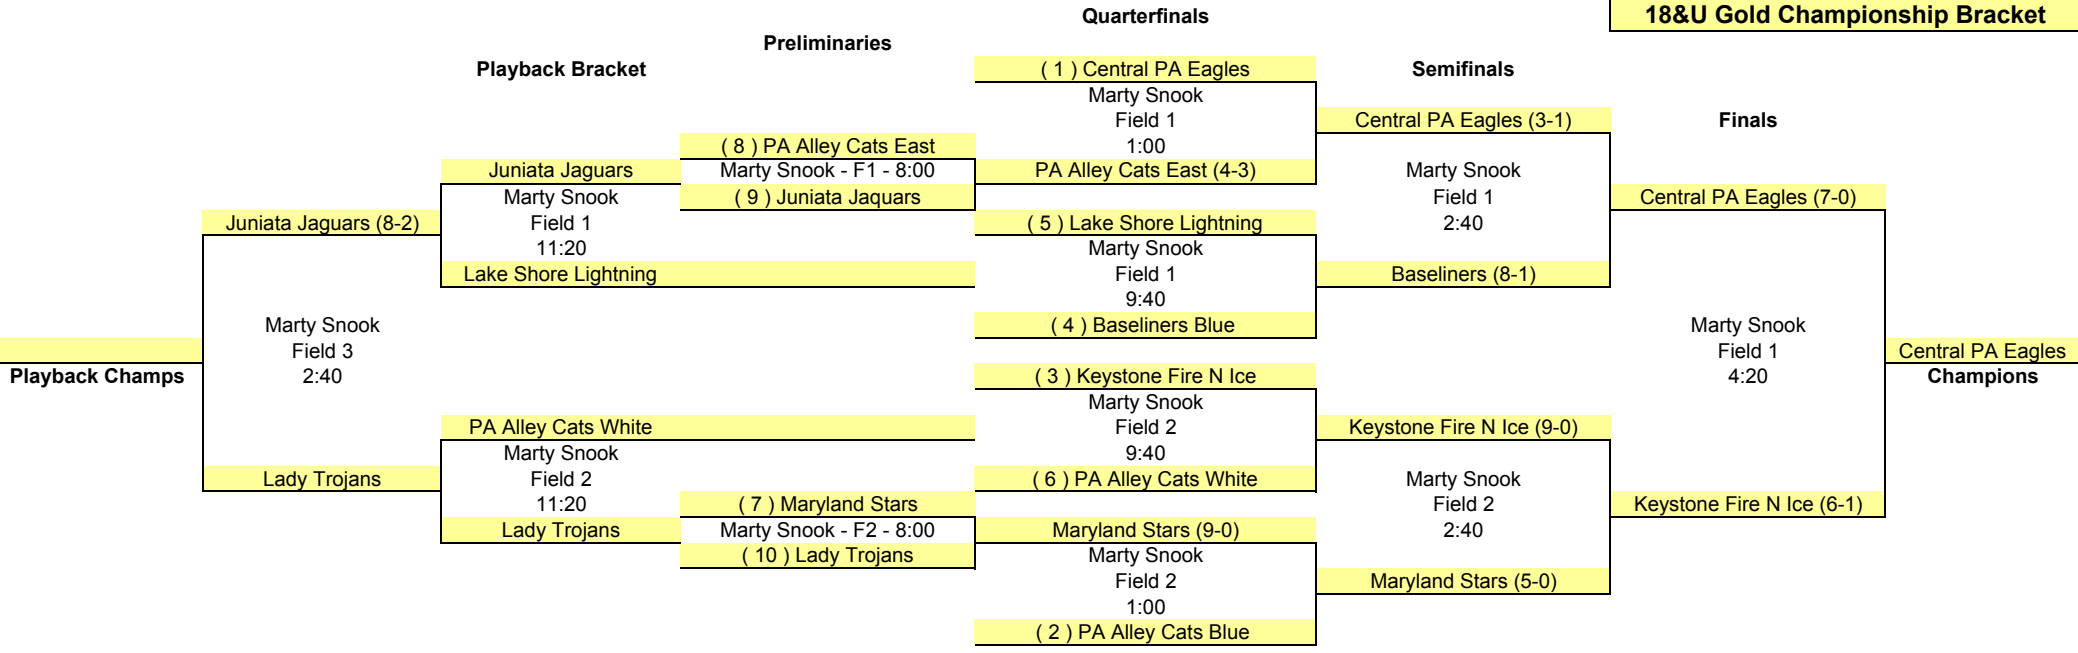 Quarterfinals
18&U Gold Championship Bracket
Preliminaries
Playback Bracket
( 1 ) Central PA Eagles
Semifinals
Marty Snook
Field 1
1:00
Central PA Eagles (3-1)
Finals
( 8 ) PA Alley Cats East
Juniata Jaguars
Marty Snook - F1 - 8:00
PA Alley Cats East (4-3)
Marty Snook
Field 1
2:40
Marty Snook
Field 1
11:20
( 9 ) Juniata Jaquars
Central PA Eagles (7-0)
Juniata Jaguars (8-2)
( 5 ) Lake Shore Lightning
Marty Snook
Field 1
9:40
Lake Shore Lightning
Baseliners (8-1)
( 4 ) Baseliners Blue
Marty Snook
Field 3
2:40
Marty Snook
Field 1
4:20
Central PA Eagles
Champions
Playback Champs
( 3 ) Keystone Fire N Ice
Marty Snook
Field 2
9:40
PA Alley Cats White
Keystone Fire N Ice (9-0)
Marty Snook
Field 2
11:20
Lady Trojans
( 6 ) PA Alley Cats White
Marty Snook
Field 2
2:40
( 7 ) Maryland Stars
Keystone Fire N Ice (6-1)
Lady Trojans
Marty Snook - F2 - 8:00
Maryland Stars (9-0)
( 10 ) Lady Trojans
Marty Snook
Field 2
1:00
Maryland Stars (5-0)
( 2 ) PA Alley Cats Blue